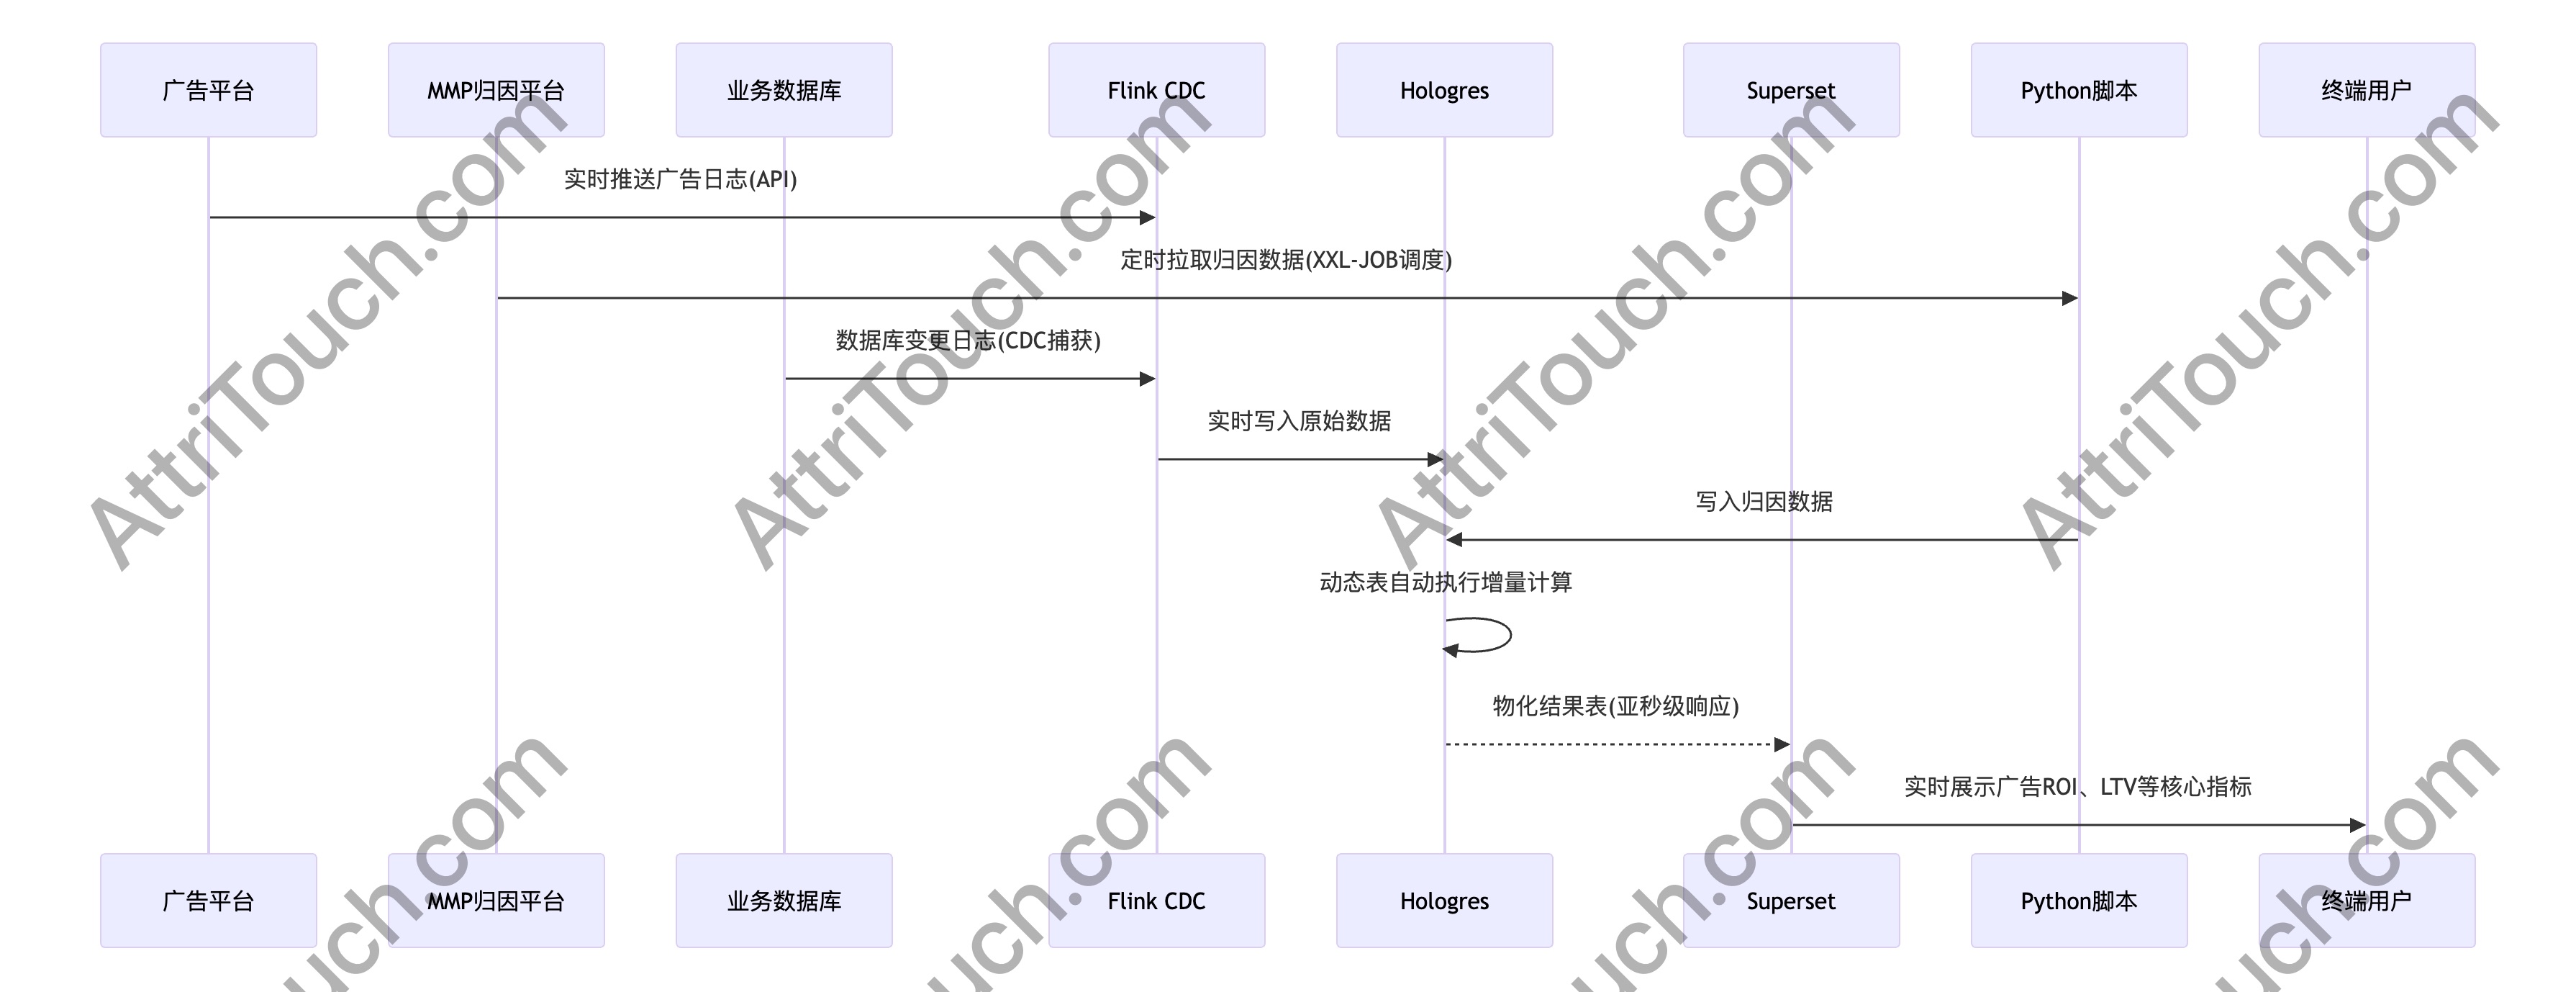 广告平台
MMP归因平台
业务数据库
Flink CDC
Hologres
Superset
Python脚本
终端用户
实时推送广告日志(API)
定时拉取归因数据(XXL-JOB调度)
数据库变更日志(CDC捕获)
实时写入原始数据
写入归因数据
动态表自动执行增量计算
物化结果表(亚秒级响应)
实时展示广告ROI、LTV等核心指标
广告平台
MMP归因平台
业务数据库
Flink CDC
Hologres
Superset
Python脚本
终端用户
AttriTouch.com
AttriTouch.com
AttriTouch.com
AttriTouch.com
uch.com
uch.com
uch.com
uch.com